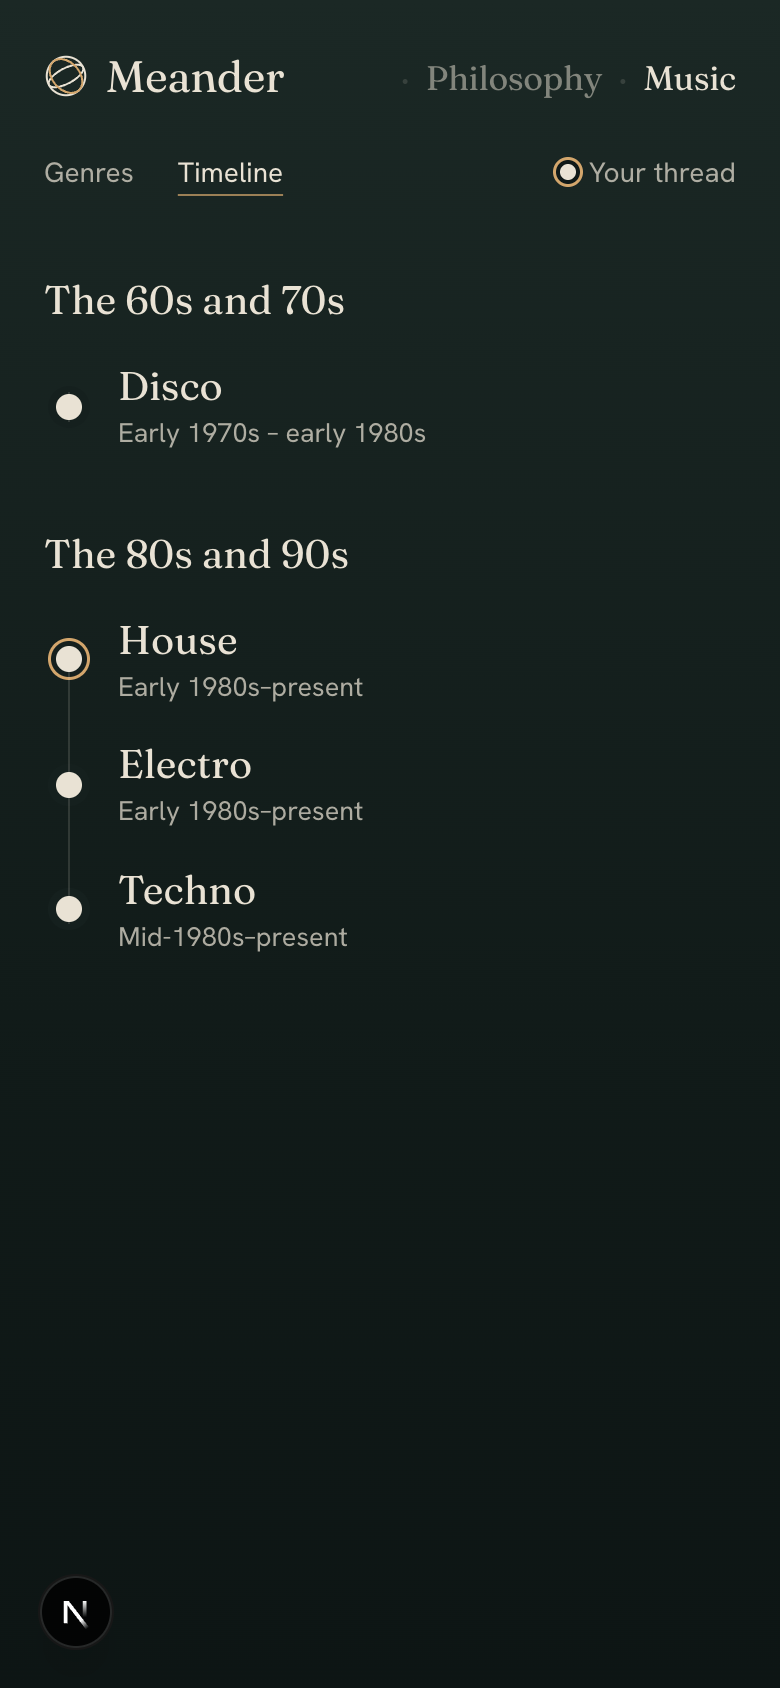 Meander · Philosophy · Music
Genres Timeline Your thread
The 60s and 70s
Disco
Early 1970s – early 1980s
The 80s and 90s
House
Early 1980s–present
Electro
Early 1980s–present
Techno
Mid-1980s–present
N